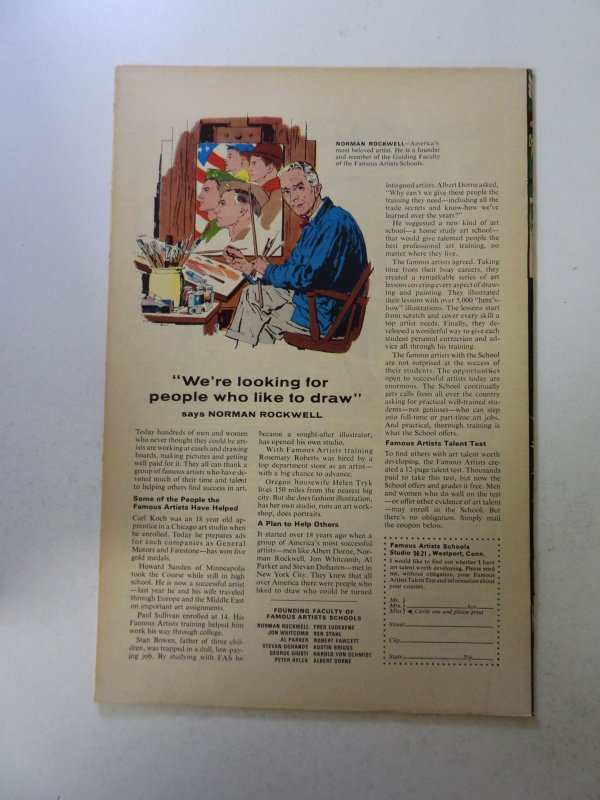 NORMAN ROCKWELL—America's
most beloved artist. He is a founder
and member of the Guiding Faculty
of the Famous Artists Schools.
"We're looking for
people who like to draw"
says NORMAN ROCKWELL
Today hundreds of men and women
who never thought they could be art-
ists are working at easels and drawing
boards, making pictures and getting
well paid for it. They all can thank a
group of famous artists who have de-
voted much of their time and talent
to helping others find success in art.
Some of the People the
Famous Artists Have Helped
Carl Koch was an 18 year old ap-
prentice in a Chicago art studio when
he enrolled. Today he prepares ads
for such companies as General
Motors and Firestone—has won five
gold medals.
Howard Sanden of Minneapolis
took the Course while still in high
school. He is now a successful artist
—last year he and his wife traveled
through Europe and the Middle East
on important art assignments.
Paul Sullivan enrolled at 14. His
Famous Artists training helped him
work his way through college.
Stan Bowen, father of three chil-
dren, was trapped in a dull, low-pay-
ing job. By studying with FAS he
became a sought-after illustrator,
has opened his own studio.
With Famous Artists training
Rosemary Roberts was hired by a
top department store as an artist—
with a big chance to advance.
Oregon housewife Helen Tryk
lives 150 miles from the nearest big
city. But she does fashion illustration,
has her own studio, runs an art work-
shop, does portraits.
A Plan to Help Others
It started over 18 years ago when a
group of America's most successful
artists—men like Albert Dorne, Nor-
man Rockwell, Jon Whitcomb, Al
Parker and Stevan Dohanos—met in
New York City. They knew that all
over America there were people who
liked to draw who could be turned
FOUNDING FACULTY OF
FAMOUS ARTISTS SCHOOLS
NORMAN ROCKWELL FRED LUDEKENS
JON WHITCOMB BEN STAHL
AL PARKER ROBERT FAWCETT
STEVAN DOHANOS AUSTIN BRIGGS
GEORGE GIUSTI HAROLD VON SCHMIDT
PETER HELCK ALBERT DORNE
into good artists. Albert Dorne asked,
"Why can't we give these people the
training they need—including all the
trade secrets and know-how we've
learned over the years?"
He suggested a new kind of art
school—a home study art school—
that would give talented people the
best professional art training, no
matter where they live.
The famous artists agreed. Taking
time from their busy careers, they
created a remarkable series of art
lessons covering every aspect of draw-
ing and painting. They illustrated
their lessons with over 5,000 "here's-
how" illustrations. The lessons start
from scratch and cover every skill a
top artist needs. Finally, they de-
veloped a wonderful way to give each
student personal correction and ad-
vice all through his training.
The famous artists with the School
are not surprised at the success of
their students. The opportunities
open to successful artists today are
enormous. The School continually
gets calls from all over the country
asking for practical well-trained stu-
dents—not geniuses—who can step
into full-time or part-time art jobs.
And practical, thorough training is
what the School offers.
Famous Artists Talent Test
To find others with art talent worth
developing, the Famous Artists cre-
ated a 12-page talent test. Thousands
paid to take this test, but now the
School offers and grades it free. Men
and women who do well on the test
—or offer other evidence of art talent
—may enroll in the School. But
there's no obligation. Simply mail
the coupon below.
Famous Artists Schools
Studio 5621, Westport, Conn.
I would like to find out whether I have
art talent worth developing. Please send
me, without obligation, your Famous
Artists Talent Test and information about
your courses.
Mr.
Mrs. Age
Miss Circle one and please print
Street
City
State Zip